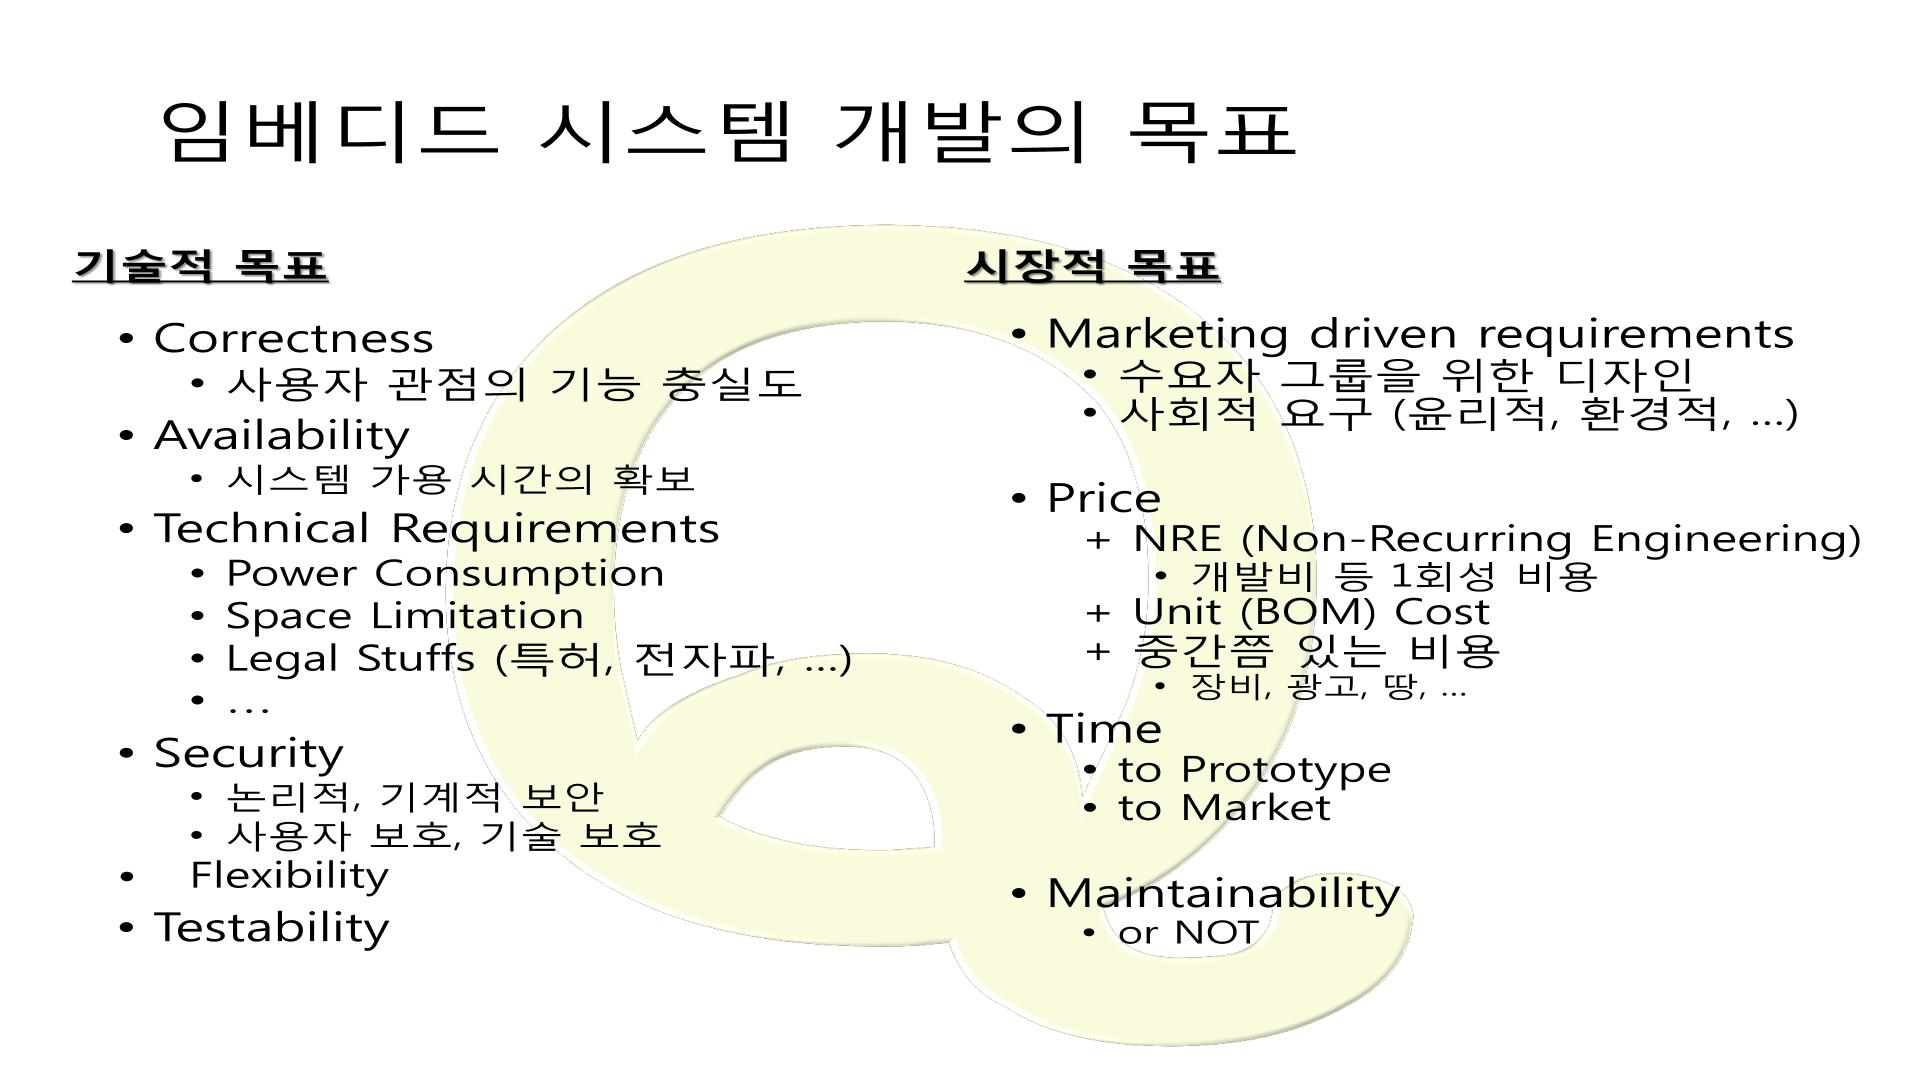 임베디드 시스템 개발의 목표
기술적 목표
• Correctness
• 사용자 관점의 기능 충실도
• Availability
• 시스템 가용 시간의 확보
• Technical Requirements
• Power Consumption
• Space Limitation
• Legal Stuffs (특허, 전자파, ...)
• ...
• Security
• 논리적, 기계적 보안
• 사용자 보호, 기술 보호
• Flexibility
• Testability
시장적 목표
• Marketing driven requirements
• 수요자 그룹을 위한 디자인
• 사회적 요구 (윤리적, 환경적, ...)
• Price
+ NRE (Non-Recurring Engineering)
• 개발비 등 1회성 비용
+ Unit (BOM) Cost
+ 중간쯤 있는 비용
• 장비, 광고, 땅, ...
• Time
• to Prototype
• to Market
• Maintainability
• or NOT